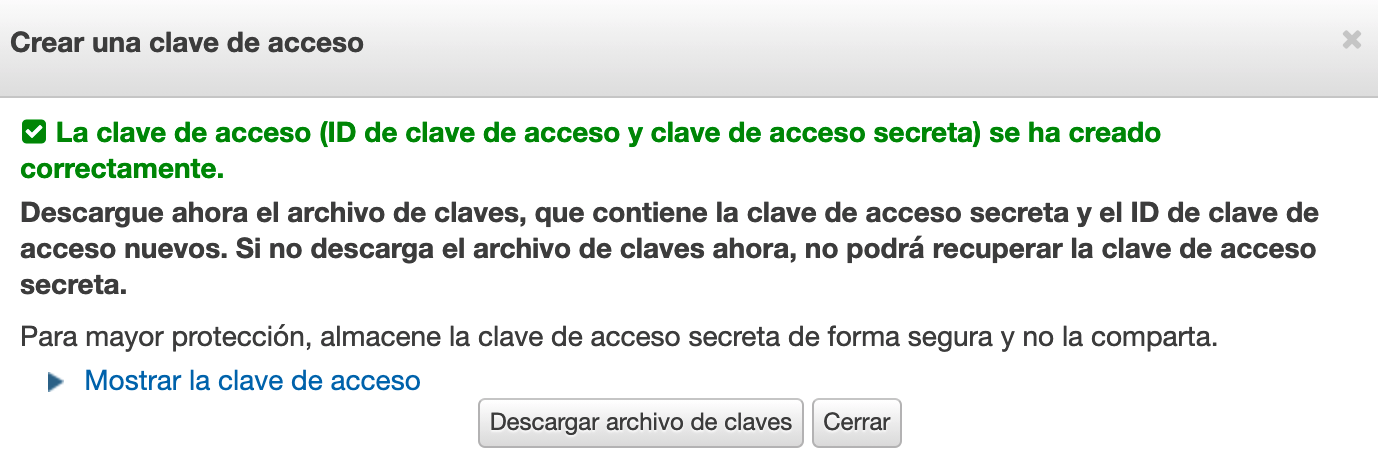 Crear una clave de acceso
La clave de acceso (ID de clave de acceso y clave de acceso secreta) se ha creado
correctamente.
Descargue ahora el archivo de claves, que contiene la clave de acceso secreta y el ID de clave de
acceso nuevos. Si no descarga el archivo de claves ahora, no podrá recuperar la clave de acceso
secreta.
Para mayor protección, almacene la clave de acceso secreta de forma segura y no la comparta.
Mostrar la clave de acceso
Descargar archivo de claves Cerrar